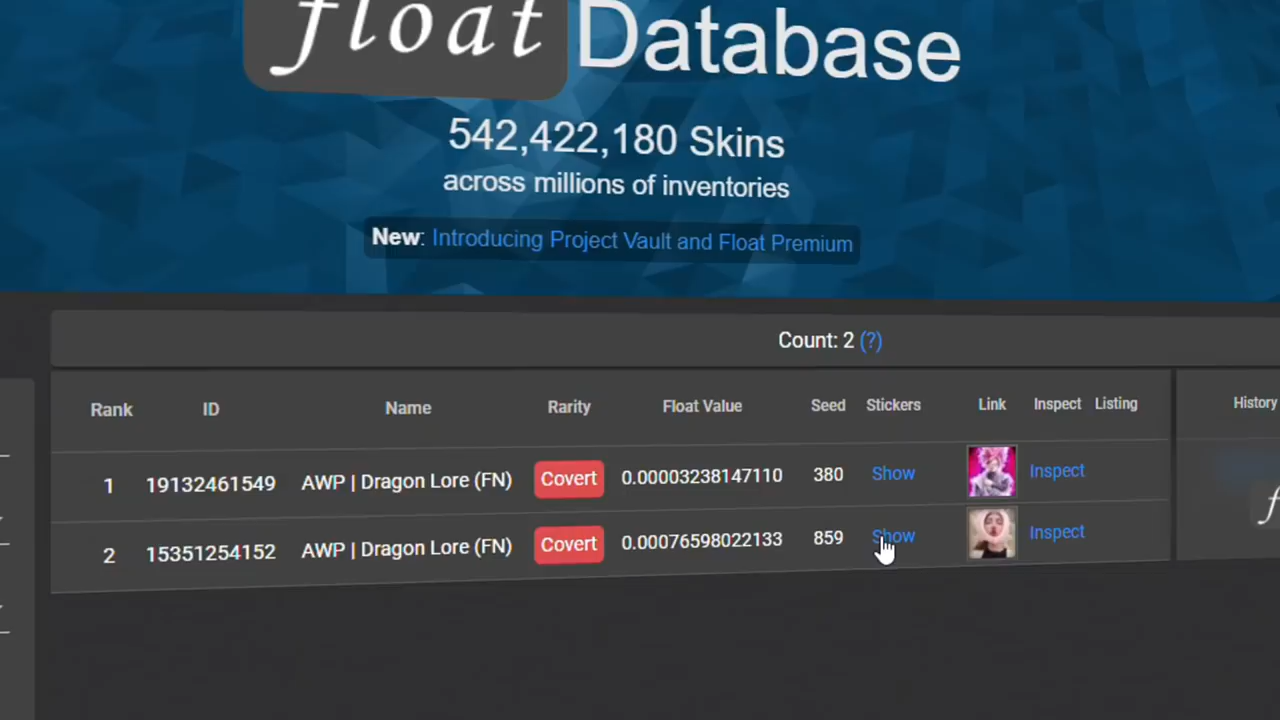 float Database
542,422,180 Skins
across millions of inventories
New: Introducing Project Vault and Float Premium
Count: 2 (?)
Rank ID Name Rarity Float Value Seed Stickers Link Inspect Listing History
1 19132461549 AWP | Dragon Lore (FN) Covert 0.00003238147110 380 Show Inspect
2 15351254152 AWP | Dragon Lore (FN) Covert 0.00076598022133 859 Show Inspect
f